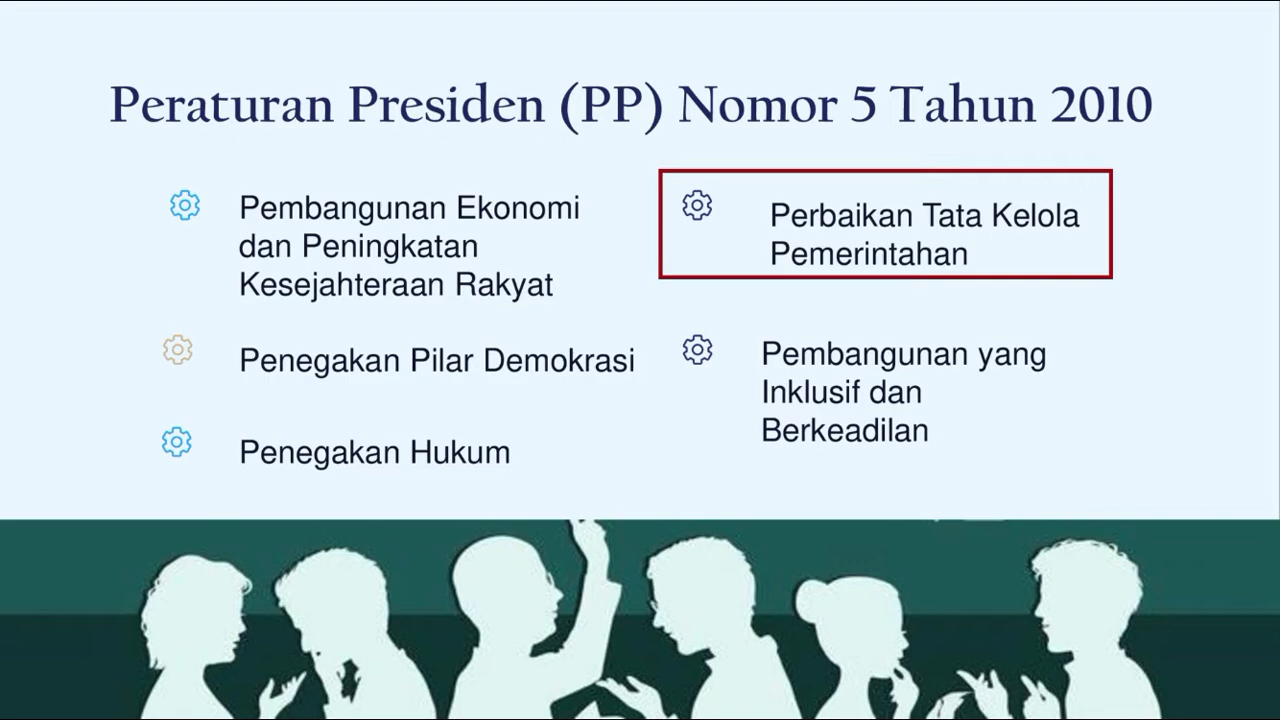 Peraturan Presiden (PP) Nomor 5 Tahun 2010
Pembangunan Ekonomi
dan Peningkatan
Kesejahteraan Rakyat
Penegakan Pilar Demokrasi
Penegakan Hukum
Perbaikan Tata Kelola
Pemerintahan
Pembangunan yang
Inklusif dan
Berkeadilan